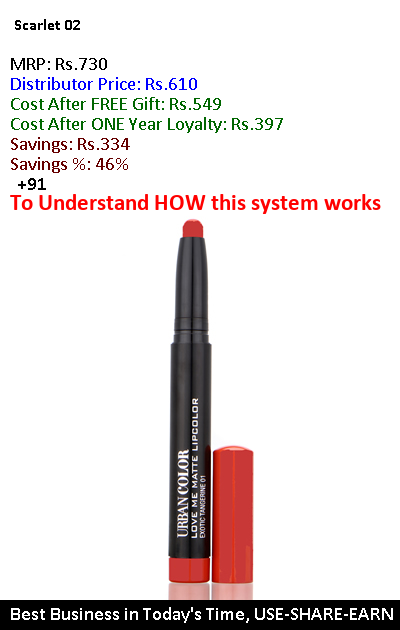 Scarlet 02
MRP: Rs.730
Distributor Price: Rs.610
Cost After FREE Gift: Rs.549
Cost After ONE Year Loyalty: Rs.397
Savings: Rs.334
Savings %: 46%
+91
To Understand HOW this system works
URBAN COLOR
LOVE ME MATTE LIPCOLOR
EXOTIC TANGERINE 01
Best Business in Today's Time, USE-SHARE-EARN